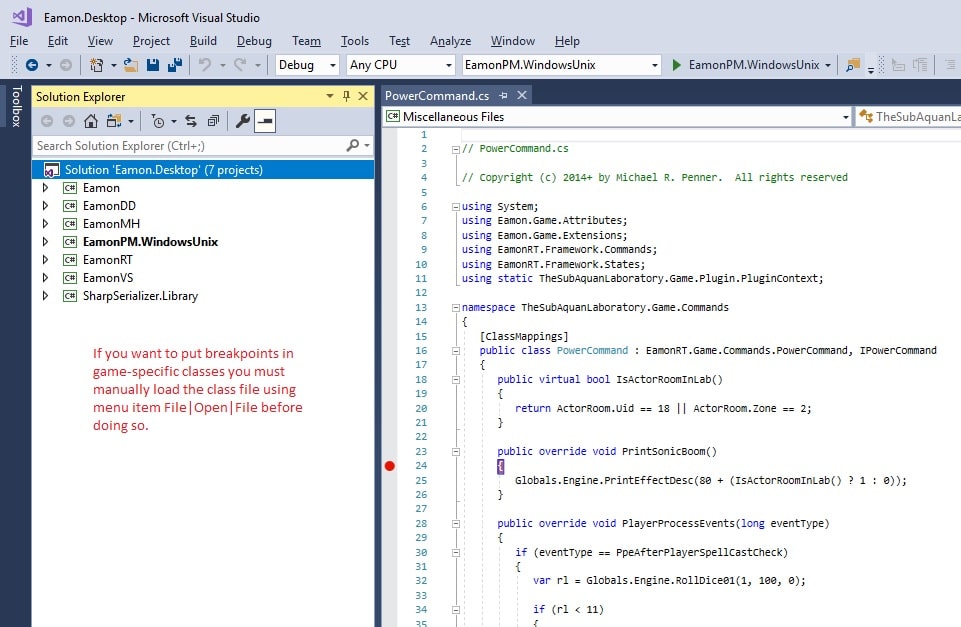 Eamon.Desktop - Microsoft Visual Studio
File Edit View Project Build Debug Team Tools Test Analyze Window Help
Debug Any CPU EamonPM.WindowsUnix EamonPM.WindowsUnix
Toolbox
Solution Explorer
Search Solution Explorer (Ctrl+;)
Solution 'Eamon.Desktop' (7 projects)
C# Eamon
C# EamonDD
C# EamonMH
C# EamonPM.WindowsUnix
C# EamonRT
C# EamonVS
C# SharpSerializer.Library
If you want to put breakpoints in
game-specific classes you must
manually load the class file using
menu item File|Open|File before
doing so.
PowerCommand.cs
C# Miscellaneous Files TheSubAquanLa
1
2 // PowerCommand.cs
3
4 // Copyright (c) 2014+ by Michael R. Penner.  All rights reserved
5
6 using System;
7 using Eamon.Game.Attributes;
8 using Eamon.Game.Extensions;
9 using EamonRT.Framework.Commands;
10 using EamonRT.Framework.States;
11 using static TheSubAquanLaboratory.Game.Plugin.PluginContext;
12
13 namespace TheSubAquanLaboratory.Game.Commands
14 {
15 [ClassMappings]
16 public class PowerCommand : EamonRT.Game.Commands.PowerCommand, IPowerCommand
17 {
18 public virtual bool IsActorRoomInLab()
19 {
20 return ActorRoom.Uid == 18 || ActorRoom.Zone == 2;
21 }
22
23 public override void PrintSonicBoom()
24 {
25 Globals.Engine.PrintEffectDesc(80 + (IsActorRoomInLab() ? 1 : 0));
26 }
27
28 public override void PlayerProcessEvents(long eventType)
29 {
30 if (eventType == PpeAfterPlayerSpellCastCheck)
31 {
32 var rl = Globals.Engine.RollDice01(1, 100, 0);
33
34 if (rl < 11)
35 {